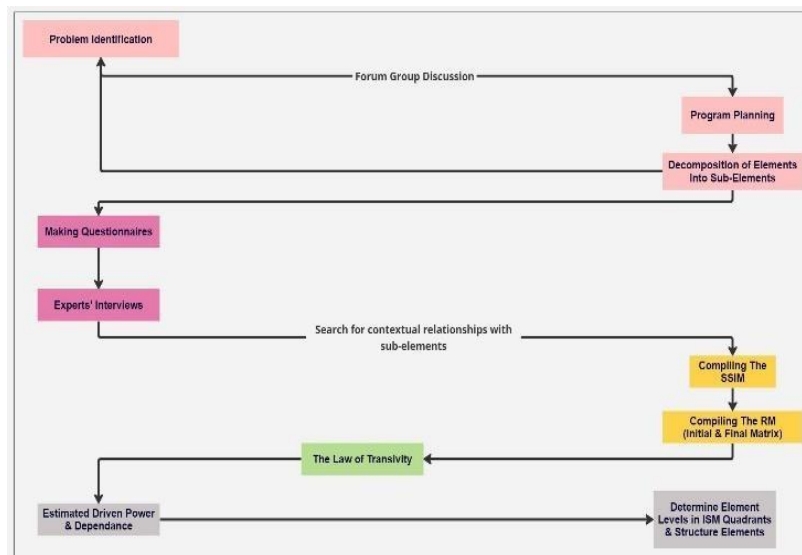 Problem Identification
Forum Group Discussion
Program Planning
Decomposition of Elements
Into Sub-Elements
Making Questionnaires
Experts' Interviews
Search for contextual relationships with
sub-elements
Compiling The
SSIM
Compiling The RM
(Initial & Final Matrix)
The Law of Transivity
Estimated Driven Power
& Dependance
Determine Element
Levels in ISM Quadrants
& Structure Elements